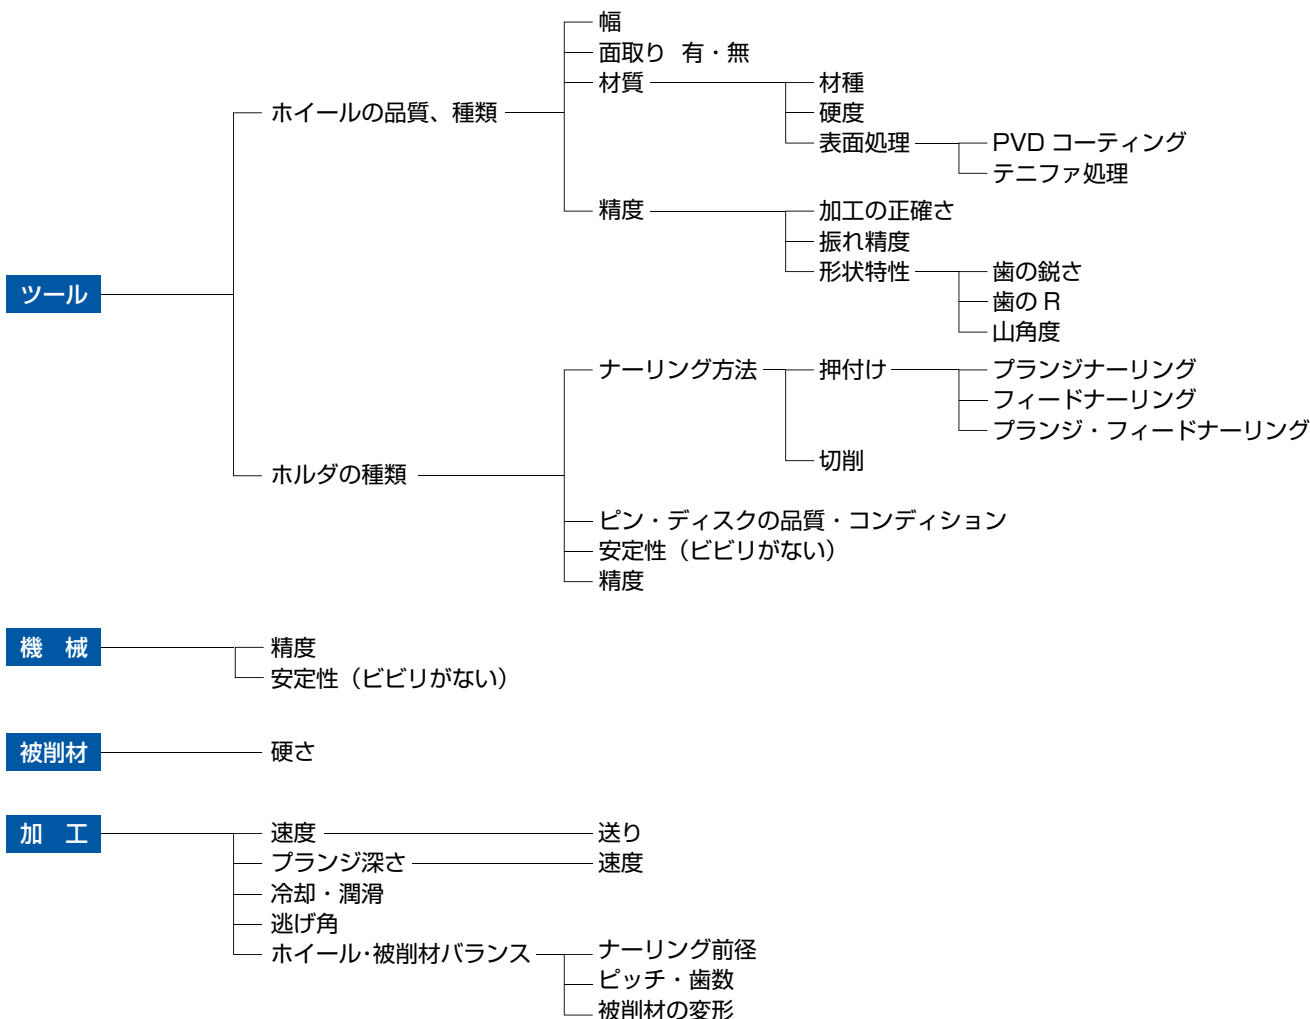 幅
面取り 有・無
材質
材種
ホイールの品質、種類
硬度
表面処理
PVD コーティング
テニファ処理
精度
加工の正確さ
振れ精度
形状特性
歯の鋭さ
ツール
歯の R
山角度
ナーリング方法
押付け
プランジナーリング
フィードナーリング
プランジ・フィードナーリング
切削
ホルダの種類
ピン・ディスクの品質・コンディション
安定性（ビビリがない）
精度
機 械
精度
安定性（ビビリがない）
被削材
硬さ
加 工
速度
送り
プランジ深さ
速度
冷却・潤滑
逃げ角
ホイール・被削材バランス
ナーリング前径
ピッチ・歯数
被削材の変形